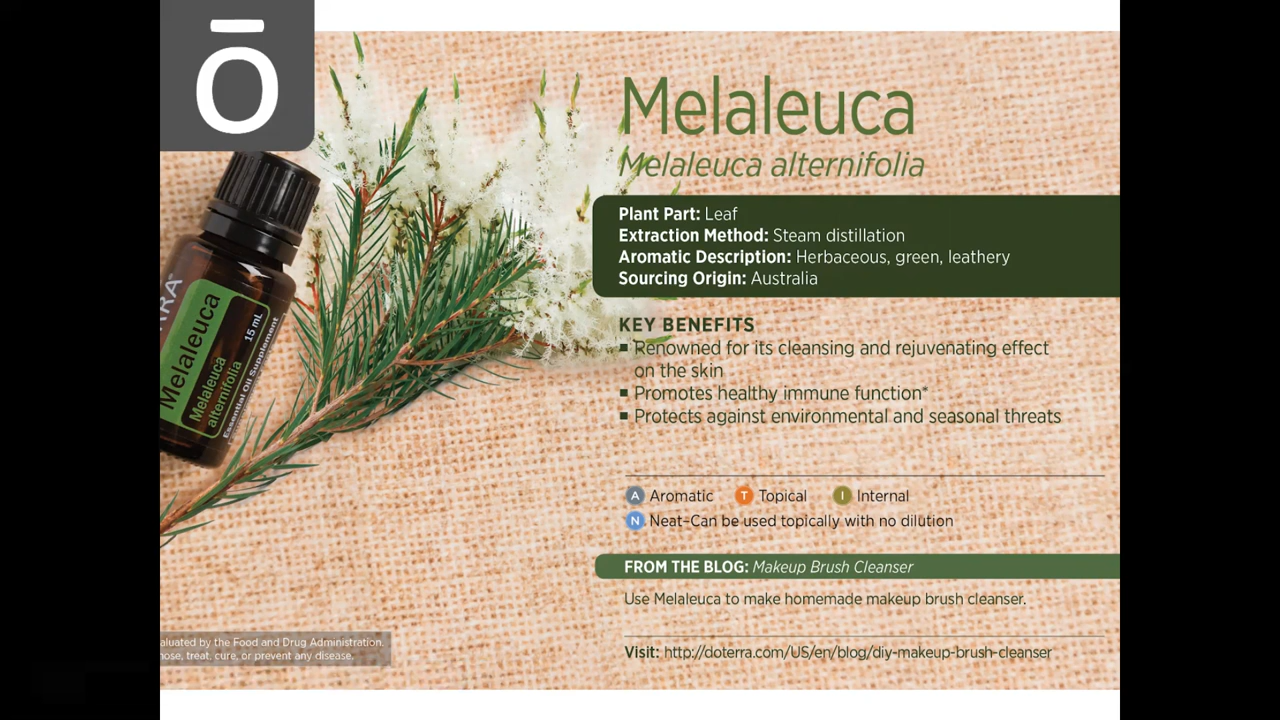 ō
Melaleuca
Melaleuca alternifolia
Plant Part: Leaf
Extraction Method: Steam distillation
Aromatic Description: Herbaceous, green, leathery
Sourcing Origin: Australia
KEY BENEFITS
▪ Renowned for its cleansing and rejuvenating effect
on the skin
▪ Promotes healthy immune function*
▪ Protects against environmental and seasonal threats
A Aromatic T Topical I Internal
N Neat–Can be used topically with no dilution
FROM THE BLOG: Makeup Brush Cleanser
Use Melaleuca to make homemade makeup brush cleanser.
Visit: http://doterra.com/US/en/blog/diy-makeup-brush-cleanser
RRA
Melaleuca
15 mL
Melaleuca
alternifolia
Essential Oil Supplement
by the Food and Drug Administration.
treat, cure, or prevent any disease.